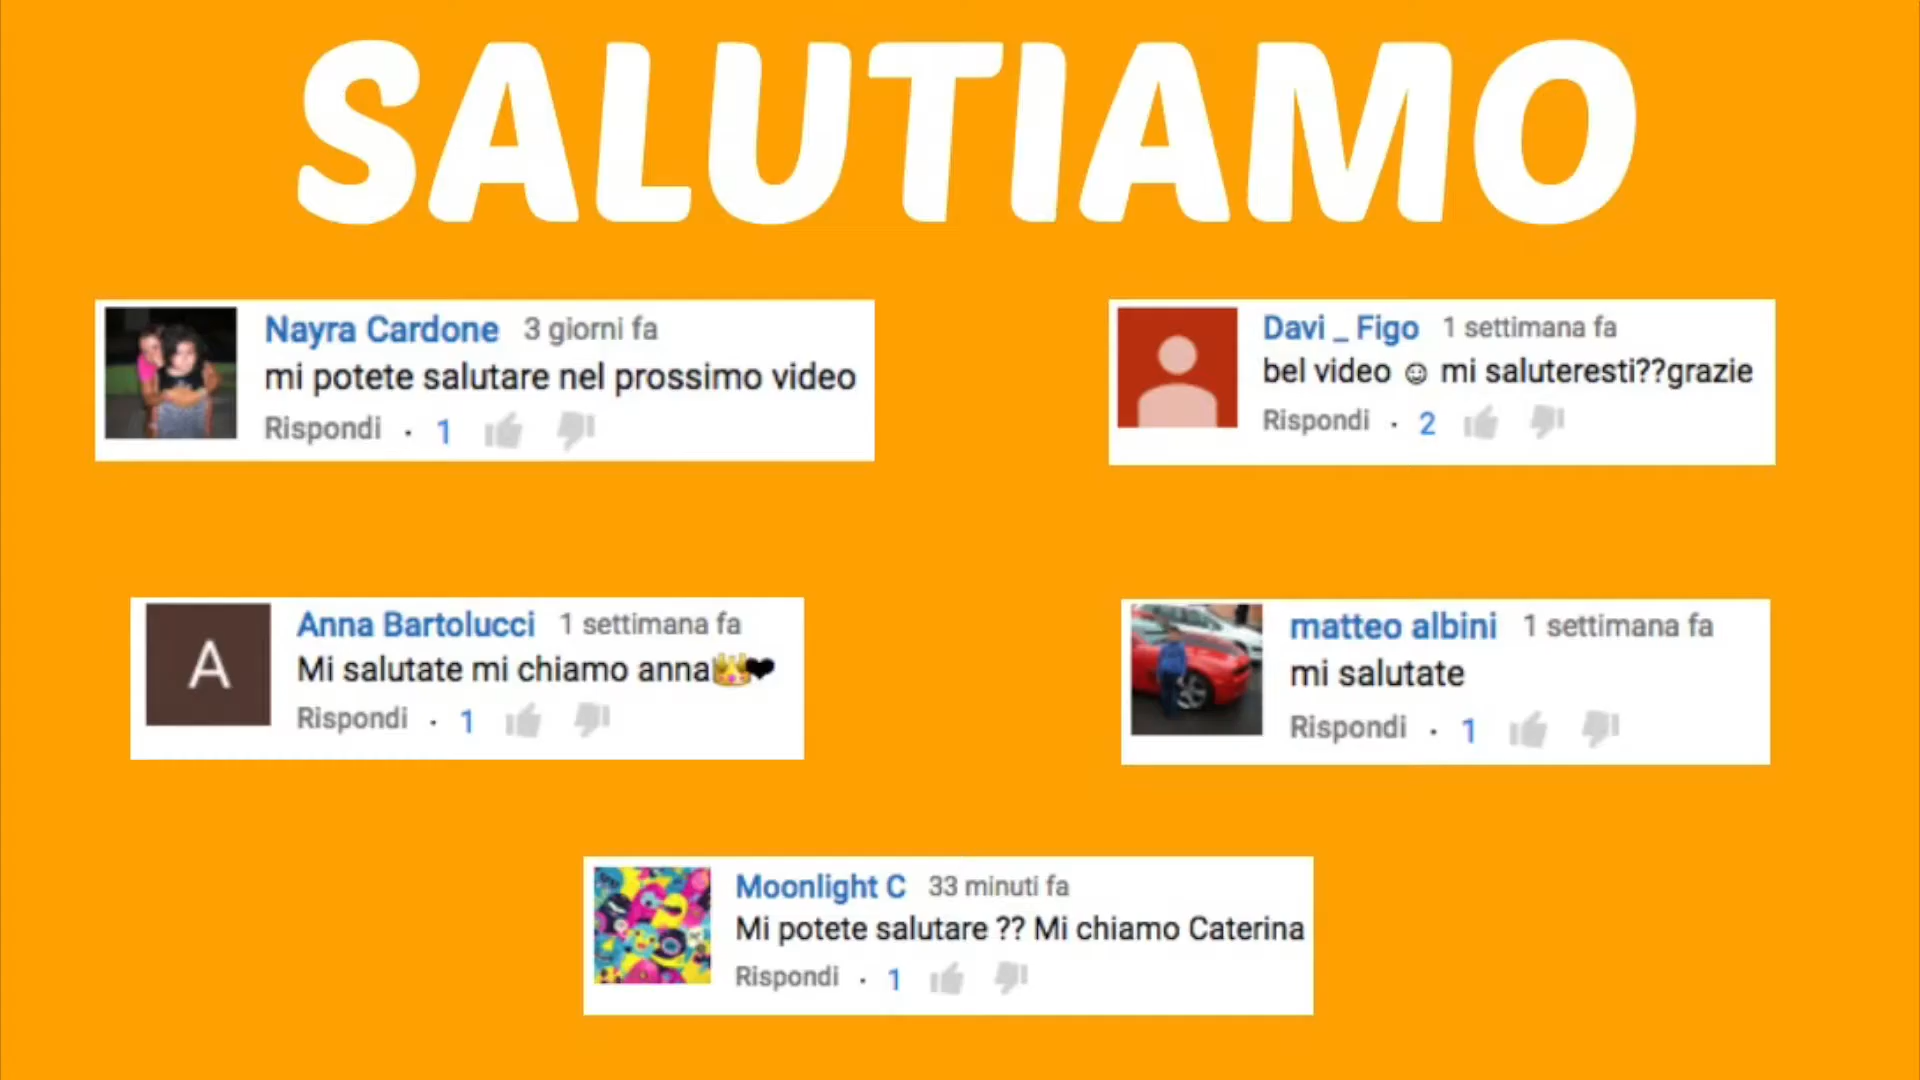 SALUTIAMO
Nayra Cardone 3 giorni fa
mi potete salutare nel prossimo video
Rispondi · 1
Davi _ Figo 1 settimana fa
bel video ☺ mi saluteresti??grazie
Rispondi · 2
A
Anna Bartolucci 1 settimana fa
Mi salutate mi chiamo anna👑❤
Rispondi · 1
matteo albini 1 settimana fa
mi salutate
Rispondi · 1
Moonlight C 33 minuti fa
Mi potete salutare ?? Mi chiamo Caterina
Rispondi · 1